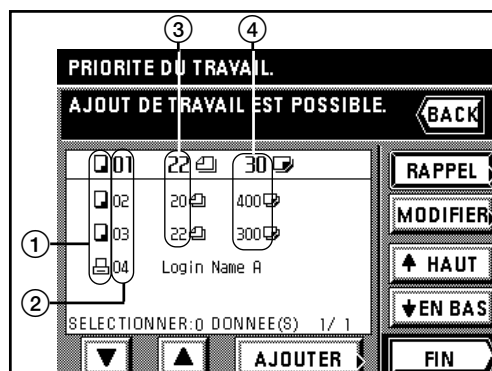 ③ ④
PRIORITE DU TRAVAIL.
AJOUT DE TRAVAIL EST POSSIBLE.
BACK
01 22 30
RAPPEL
02 20 400
MODIFIER
① 03 22 300
04 Login Name A
HAUT
②
EN BAS
SELECTIONNER:0 DONNEE(S) 1/ 1
AJOUTER
FIN